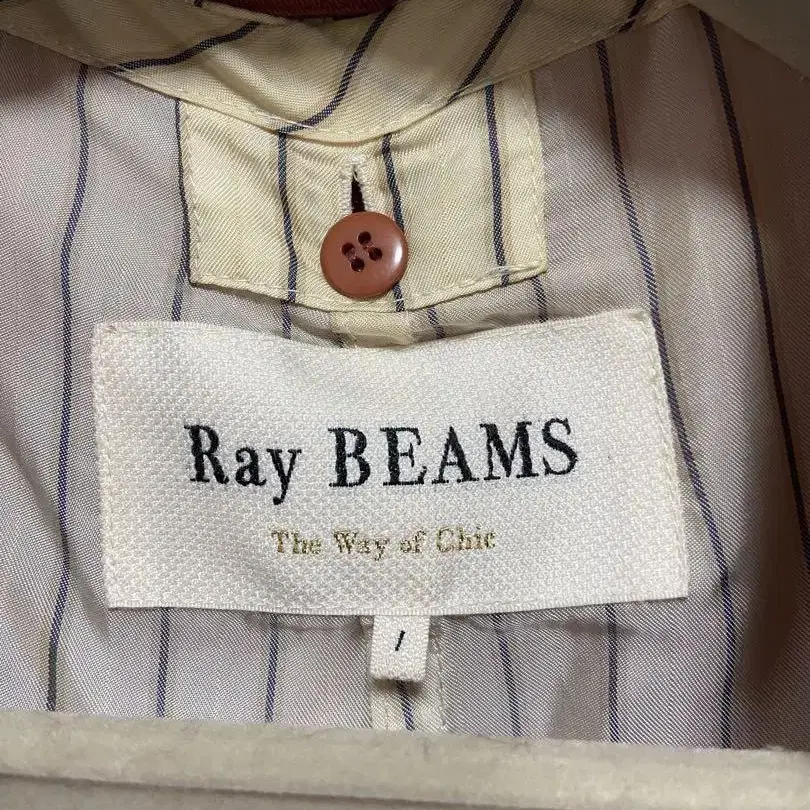 Ray BEAMS
The Way of Chic
1